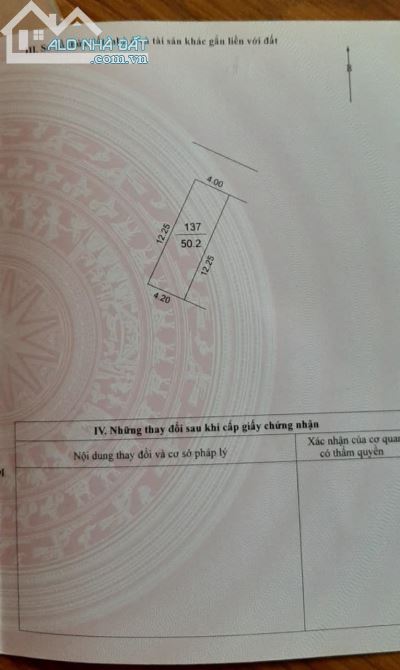 ALO NHÀ ĐẤT
.com.vn
III. S tài sản khác gắn liền với đất
B
4.00
12.25
137
50.2
12.25
4.20
IV. Những thay đổi sau khi cấp giấy chứng nhận
Nội dung thay đổi và cơ sở pháp lý
Xác nhận của cơ quan
có thẩm quyền